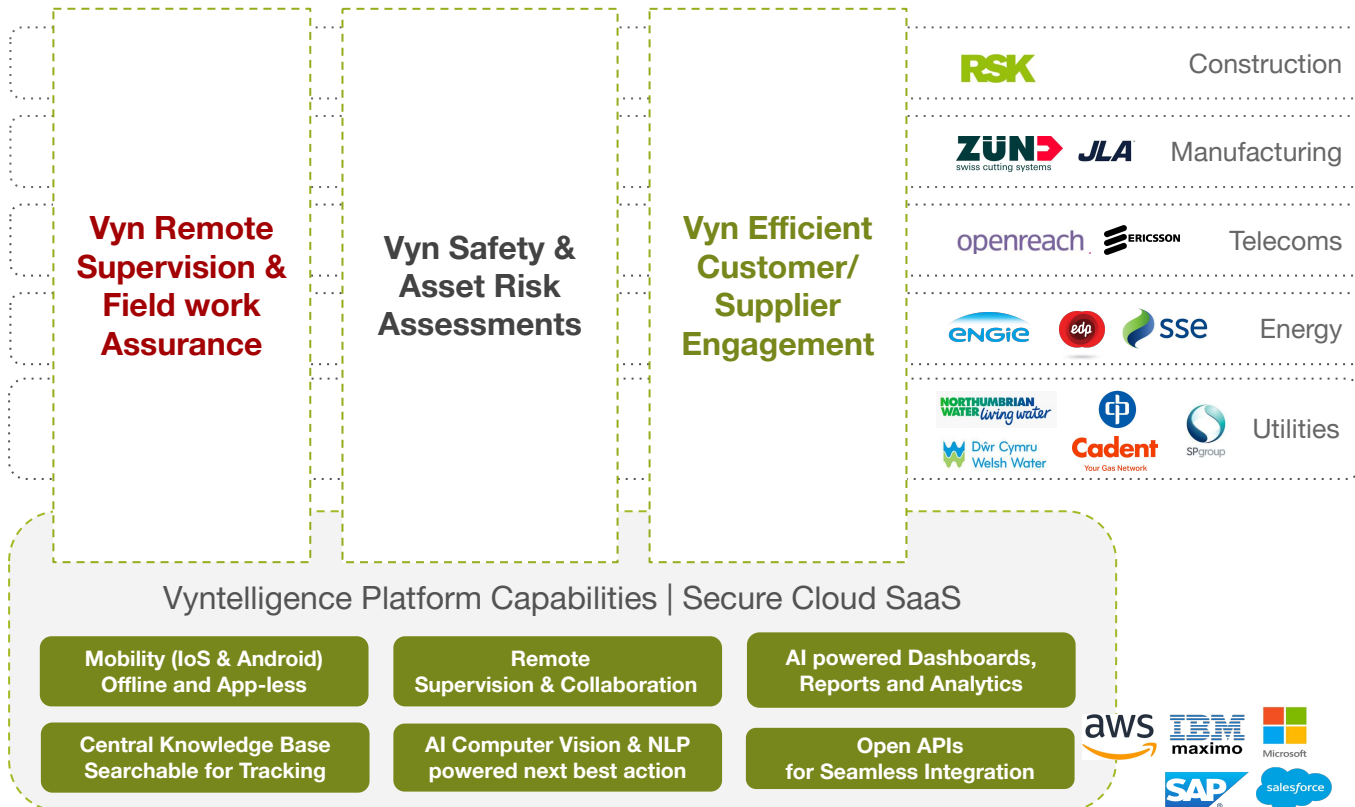 Vyn Remote
Supervision &
Field work
Assurance
Vyn Safety &
Asset Risk
Assessments
Vyn Efficient
Customer/
Supplier
Engagement
RSK
Construction
ZÜND
swiss cutting systems
JLA
Manufacturing
openreach
ERICSSON
Telecoms
ENGIE
edp
sse
Energy
NORTHUMBRIAN
WATER living water
Dŵr Cymru
Welsh Water
Cadent
Your Gas Network
SPgroup
Utilities
Vyntelligence Platform Capabilities | Secure Cloud SaaS
Mobility (IoS & Android)
Offline and App-less
Remote
Supervision & Collaboration
AI powered Dashboards,
Reports and Analytics
Central Knowledge Base
Searchable for Tracking
AI Computer Vision & NLP
powered next best action
Open APIs
for Seamless Integration
aws
IBM
maximo
Microsoft
SAP
salesforce